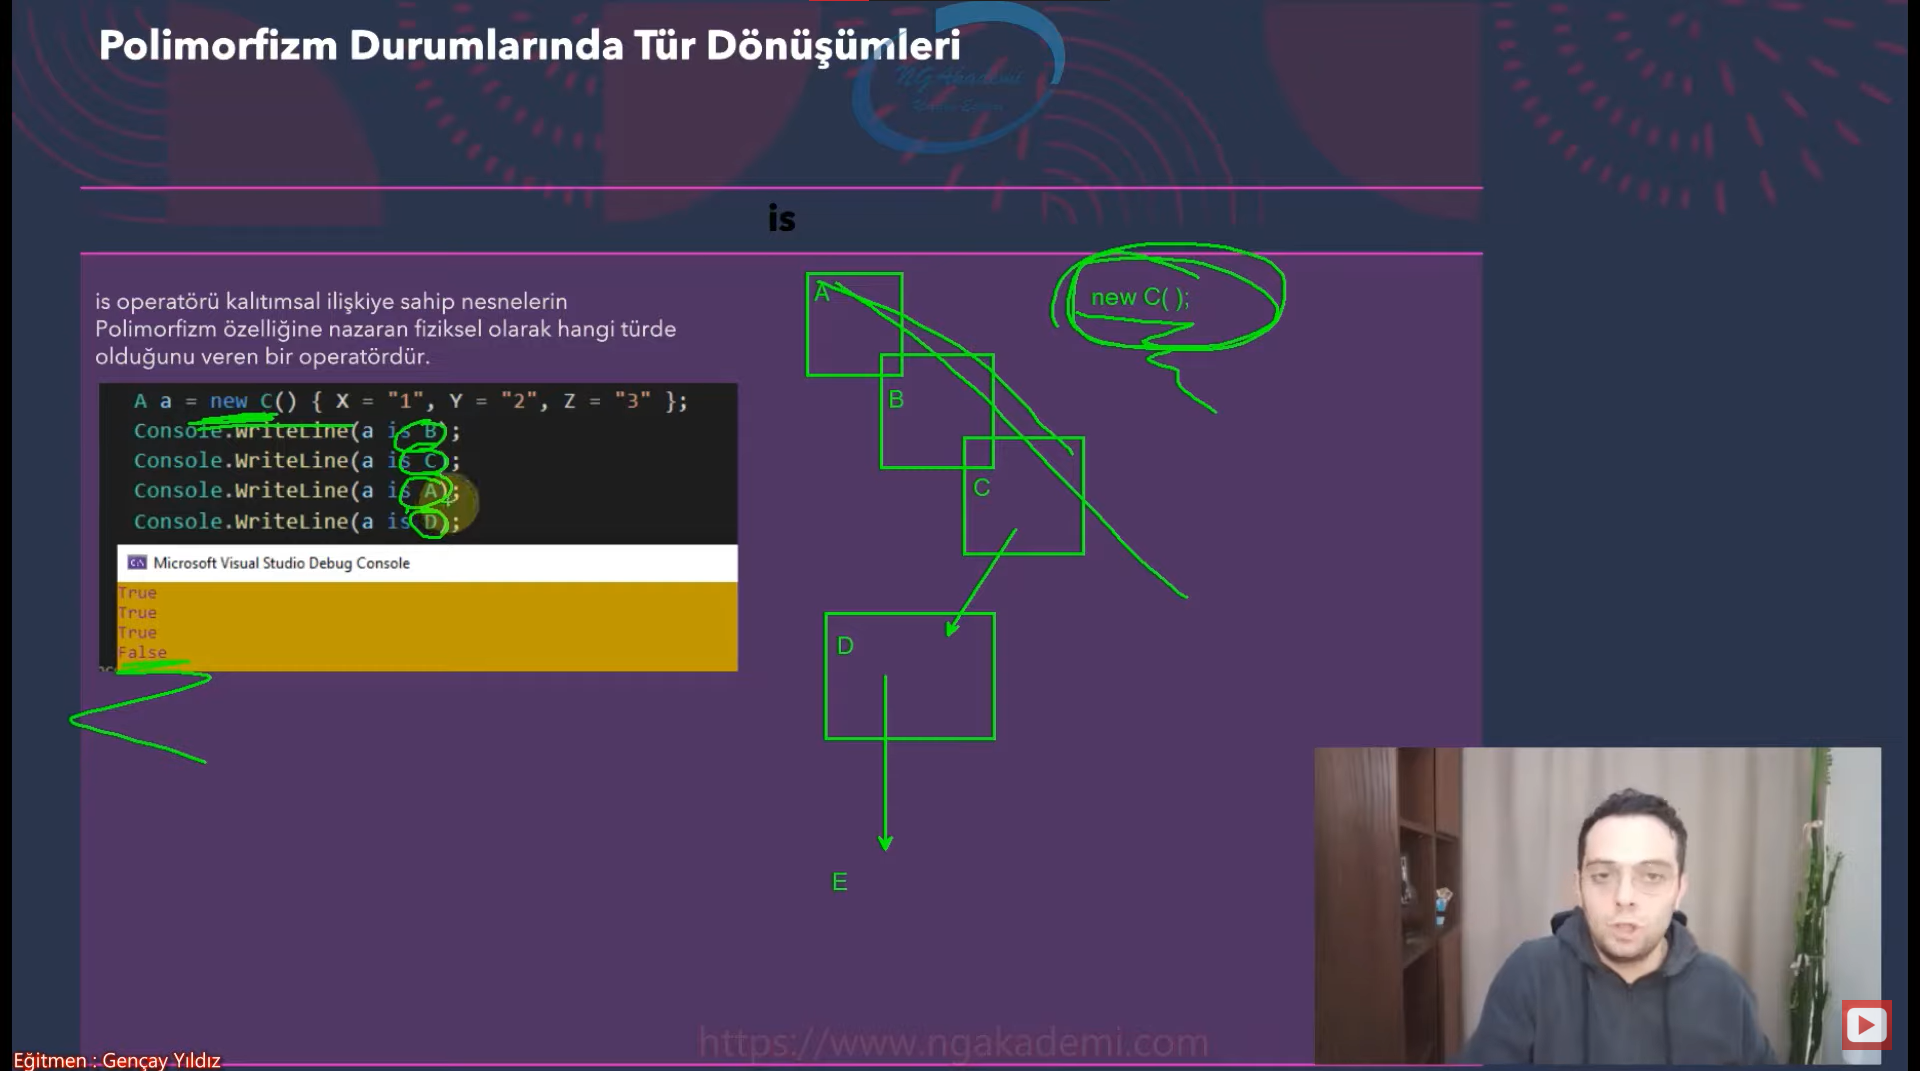 Polimorfizm Durumlarında Tür Dönüşümleri
NG Akademi
is
is operatörü kalıtımsal ilişkiye sahip nesnelerin
Polimorfizm özelliğine nazaran fiziksel olarak hangi türde
olduğunu veren bir operatördür.
A a = new C() { X = "1", Y = "2", Z = "3" };
Console.WriteLine(a is B);
Console.WriteLine(a is C);
Console.WriteLine(a is A);
Console.WriteLine(a is D);
Microsoft Visual Studio Debug Console
True
True
True
False
A
B
C
new C( );
D
E
https://www.ngakademi.com
Eğitmen : Gençay Yıldız